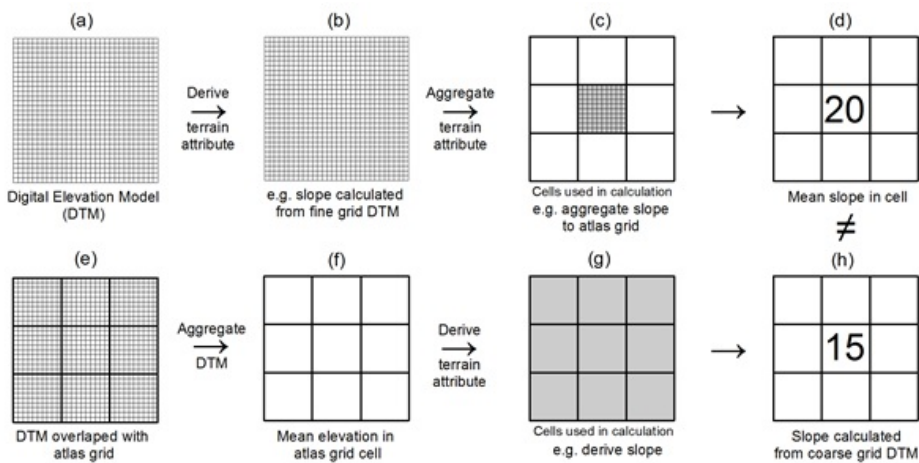 (a)
(b)
(c)
(d)
Derive
terrain
attribute
Aggregate
terrain
attribute
20
Digital Elevation Model
(DTM)
e.g. slope calculated
from fine grid DTM
Cells used in calculation
e.g. aggregate slope
to atlas grid
Mean slope in cell
≠
(e)
(f)
(g)
(h)
Aggregate
DTM
Derive
terrain
attribute
15
DTM overlaped with
atlas grid
Mean elevation in
atlas grid cell
Cells used in calculation
e.g. derive slope
Slope calculated
from coarse grid DTM